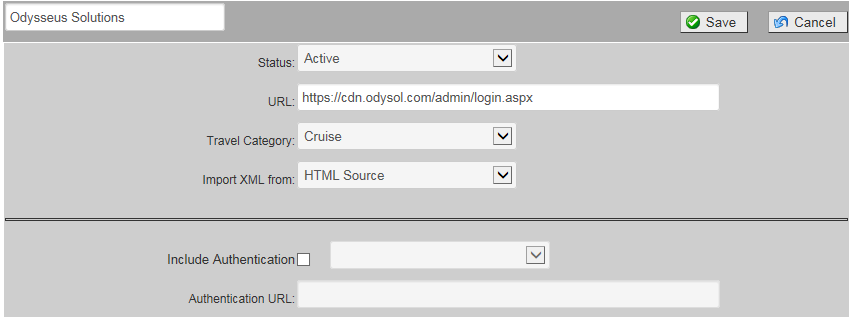 Odysseus Solutions
Save
Cancel
Status: Active
URL: https://cdn.odysol.com/admin/login.aspx
Travel Category: Cruise
Import XML from: HTML Source
Include Authentication
Authentication URL: